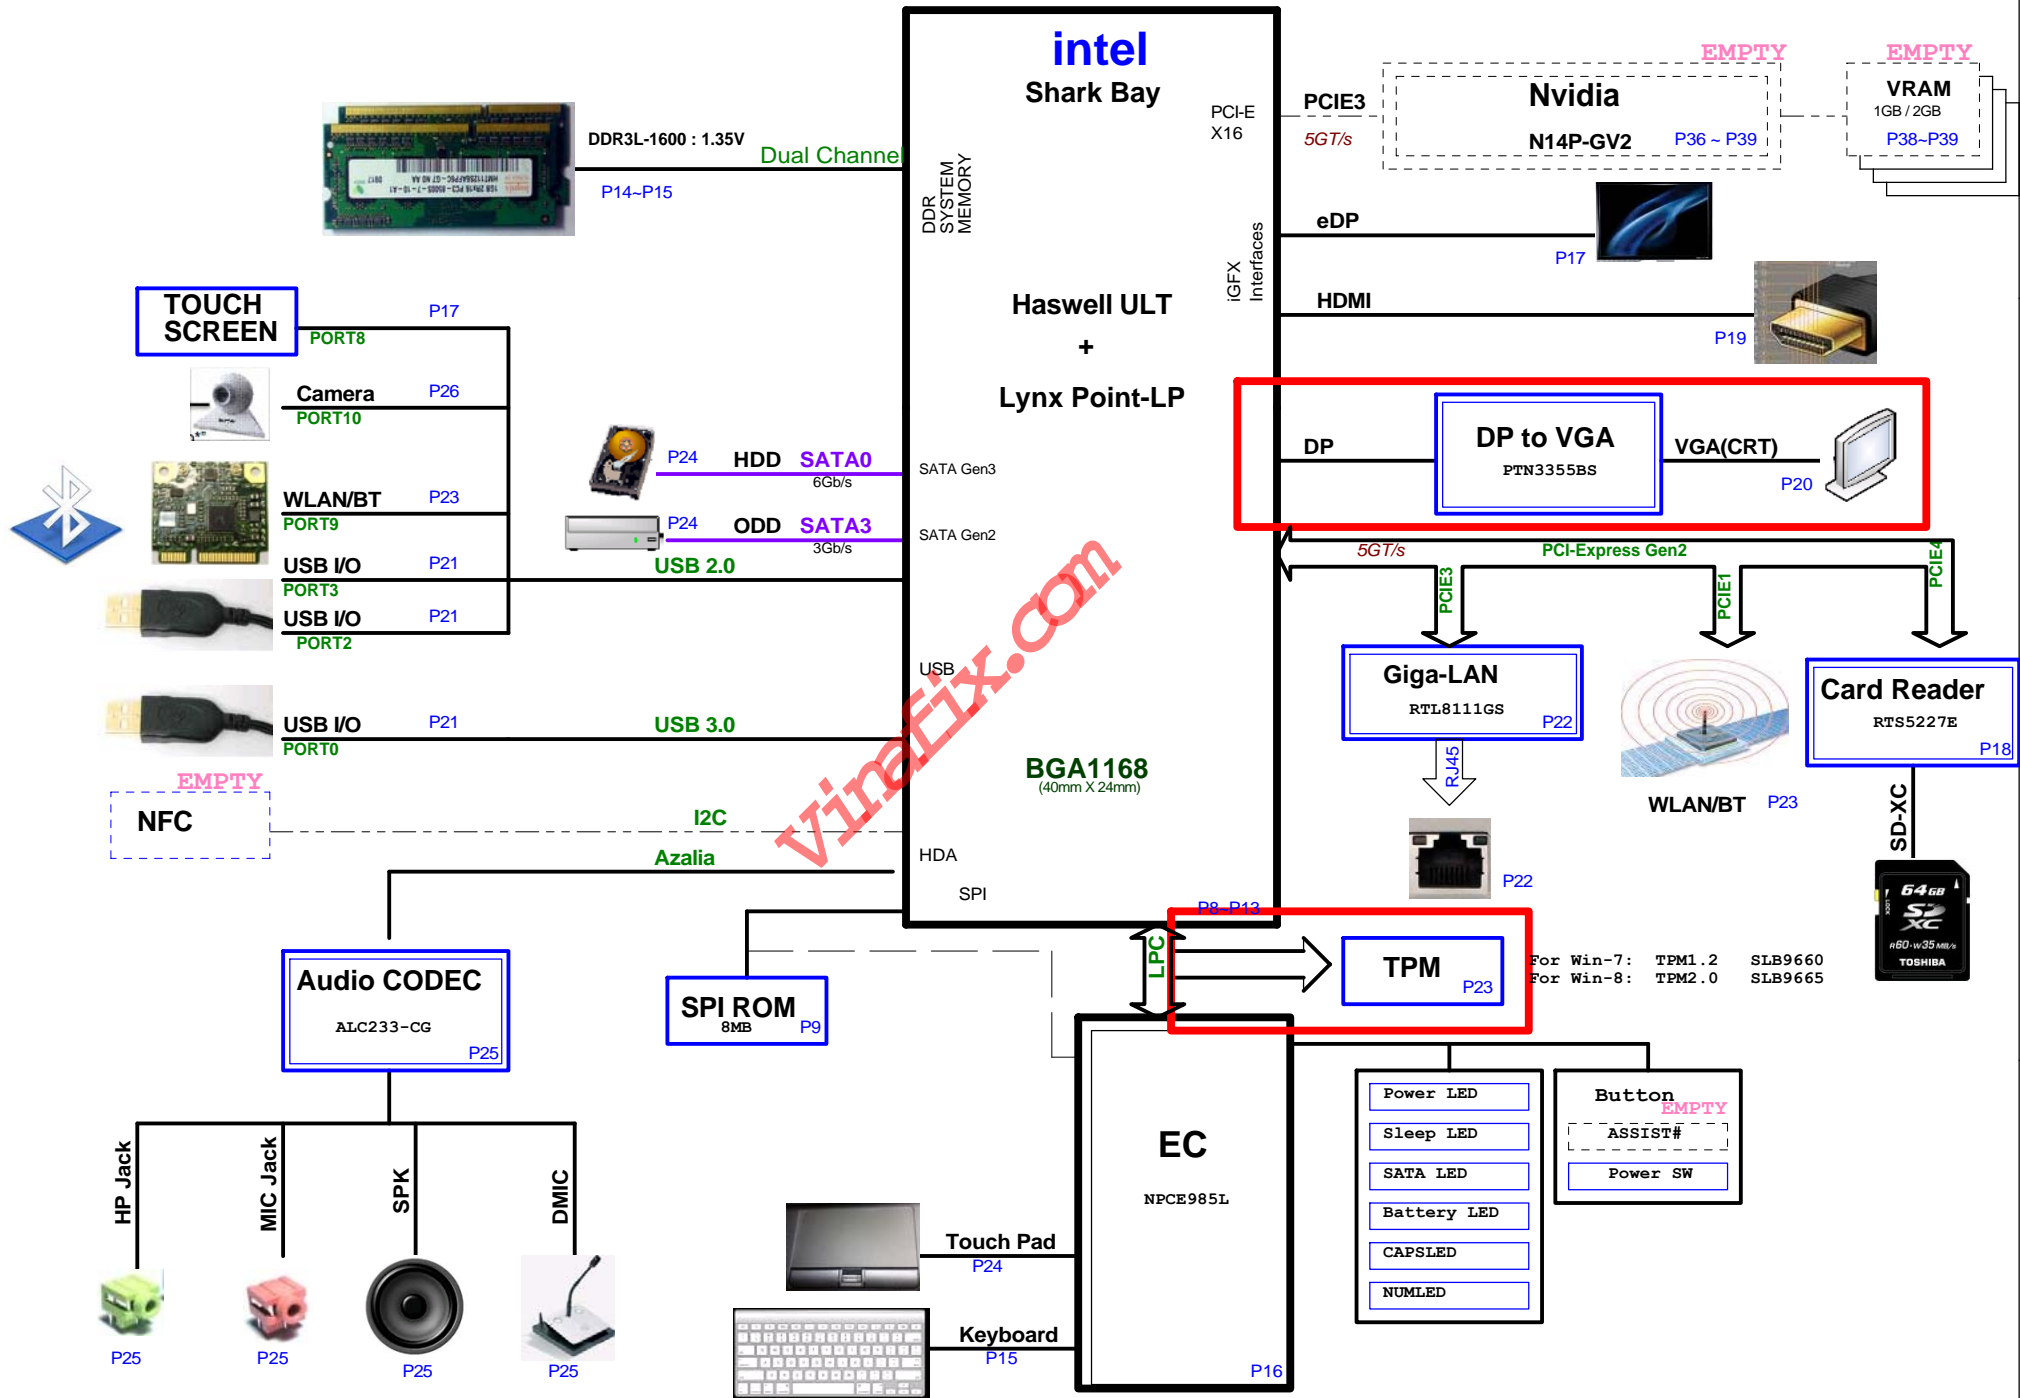 intel
Shark Bay
EMPTY
EMPTY
DDR3L-1600 : 1.35V
Dual Channel
P14~P15
DDR
SYSTEM
MEMORY
PCI-E
X16
PCIE3
5GT/s
Nvidia
N14P-GV2
P36 ~ P39
VRAM
1GB / 2GB
P38~P39
iGFX
Interfaces
eDP
P17
HDMI
P19
Haswell ULT
+
Lynx Point-LP
TOUCH
SCREEN
P17
PORT8
Camera
P26
PORT10
WLAN/BT
P23
PORT9
USB I/O
P21
PORT3
USB I/O
P21
PORT2
USB 2.0
P24
HDD
SATA0
6Gb/s
SATA Gen3
P24
ODD
SATA3
3Gb/s
SATA Gen2
DP
DP to VGA
PTN3355BS
VGA(CRT)
P20
5GT/s
PCI-Express Gen2
PCIE3
PCIE1
PCIE4
USB
USB I/O
P21
PORT0
USB 3.0
Giga-LAN
RTL8111GS
P22
RJ45
P22
WLAN/BT
P23
Card Reader
RTS5227E
P18
SD-XC
64GB
LOCK
SD
XC
R60·W35 MB/s
TOSHIBA
BGA1168
(40mm X 24mm)
EMPTY
NFC
I2C
Azalia
HDA
SPI
P8~P13
vinafix.com
LPC
TPM
P23
For Win-7: TPM1.2 SLB9660
For Win-8: TPM2.0 SLB9665
Audio CODEC
ALC233-CG
P25
SPI ROM
8MB
P9
EC
NPCE985L
P16
Power LED
Sleep LED
SATA LED
Battery LED
CAPSLED
NUMLED
Button
EMPTY
ASSIST#
Power SW
HP Jack
MIC Jack
SPK
DMIC
P25
P25
P25
P25
Touch Pad
P24
Keyboard
P15